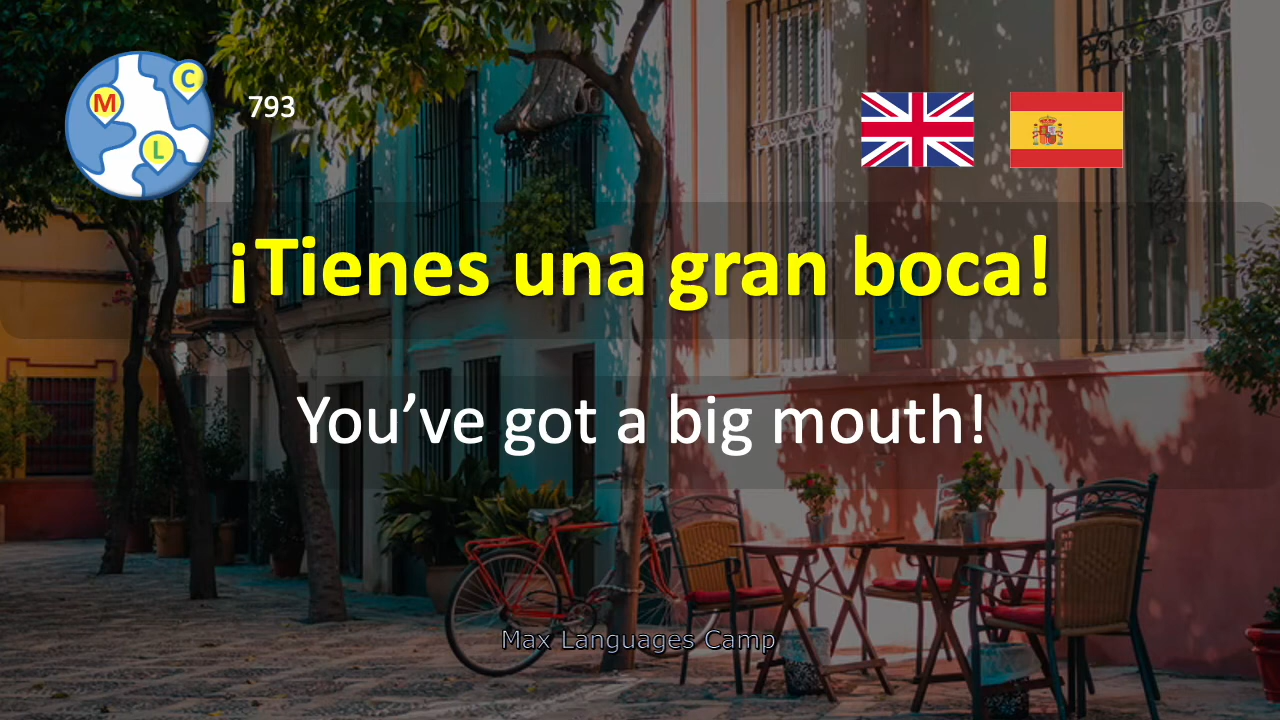 M
C
L
793
¡Tienes una gran boca!
You’ve got a big mouth!
Max Languages Camp